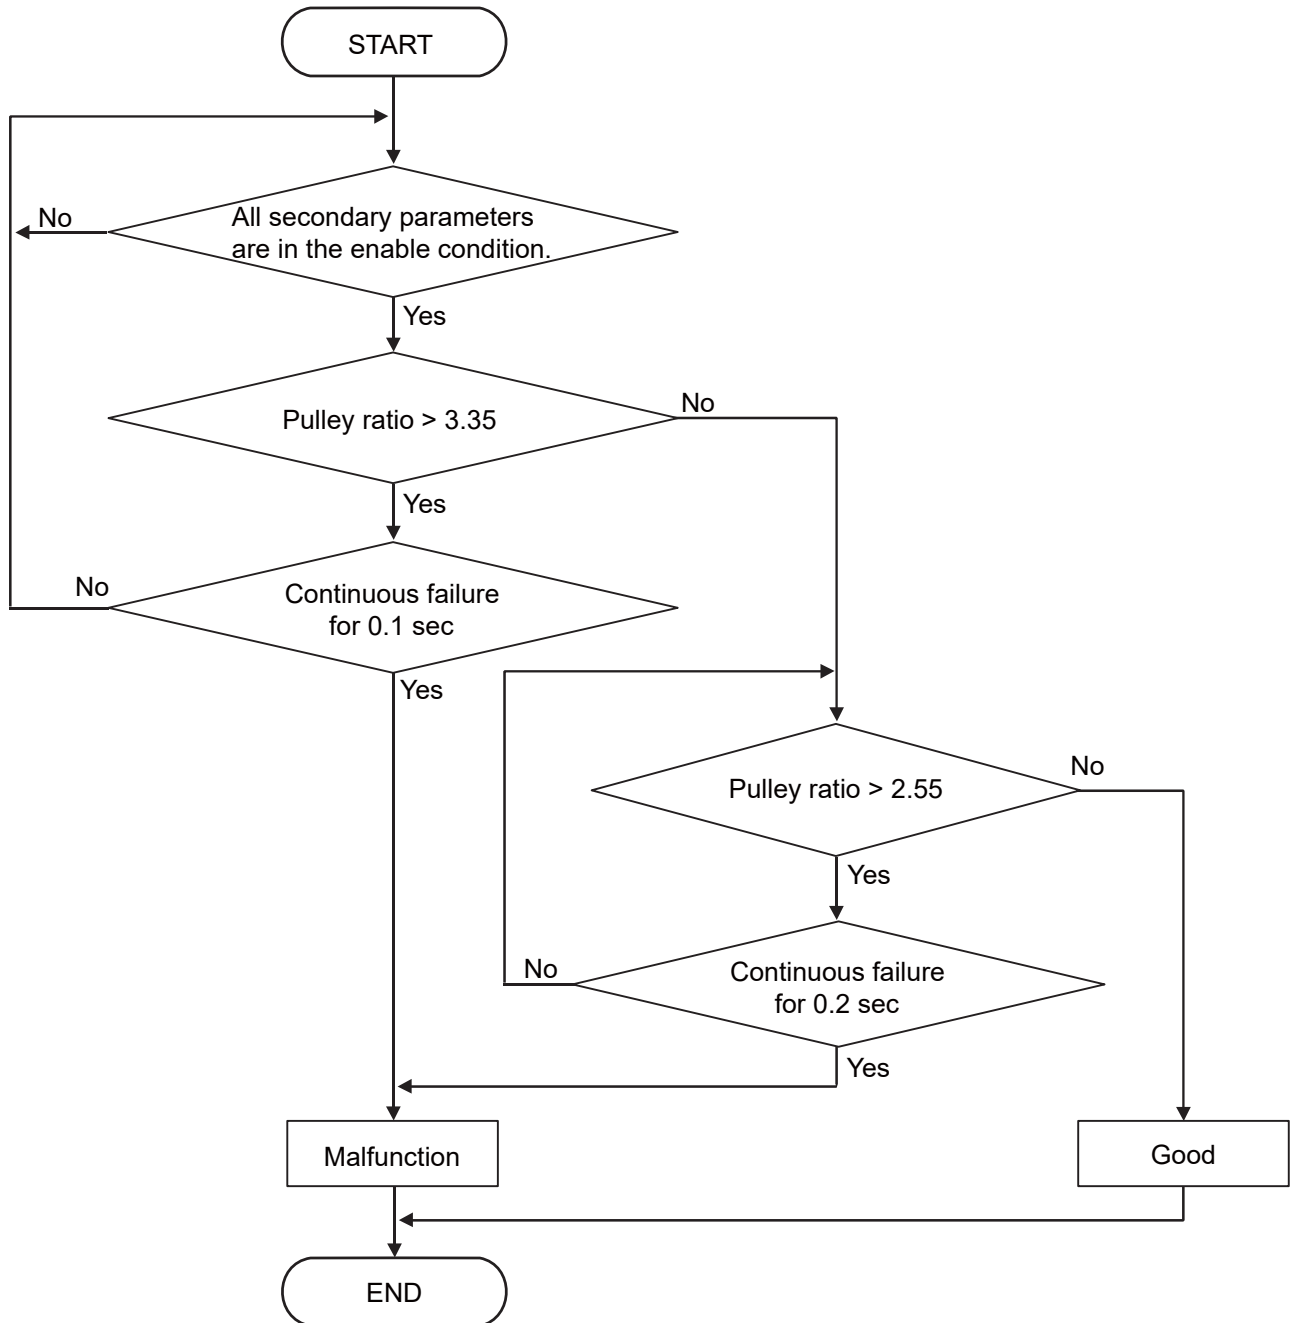 START
No
All secondary parameters
are in the enable condition.
Yes
No
Pulley ratio > 3.35
Yes
No
Continuous failure
for 0.1 sec
Yes
No
Pulley ratio > 2.55
Yes
No
Continuous failure
for 0.2 sec
Yes
Malfunction
Good
END